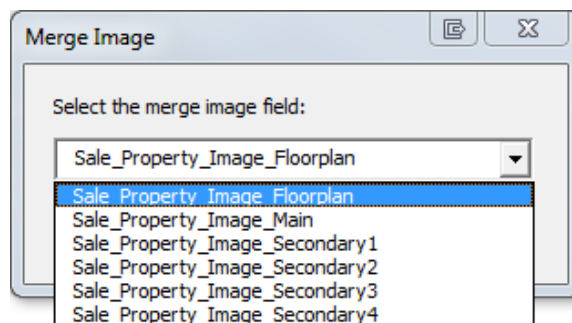 Merge Image
Select the merge image field:
Sale_Property_Image_Floorplan
Sale_Property_Image_Floorplan
Sale_Property_Image_Main
Sale_Property_Image_Secondary1
Sale_Property_Image_Secondary2
Sale_Property_Image_Secondary3
Sale_Property_Image_Secondary4